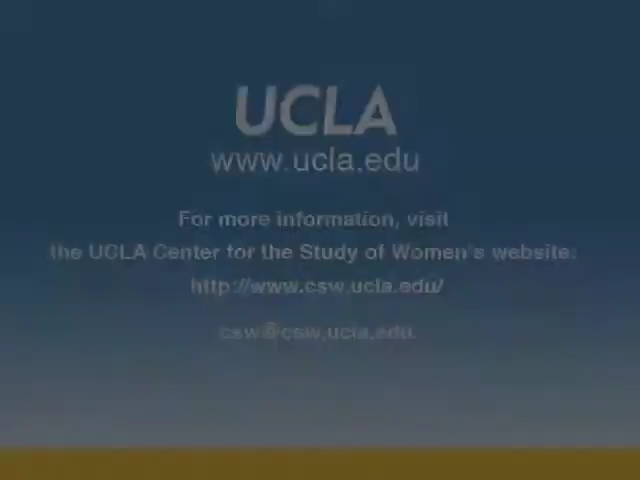 UCLA
www.ucla.edu
For more information, visit
the UCLA Center for the Study of Women's website:
http://www.csw.ucla.edu/
csw@csw.ucla.edu